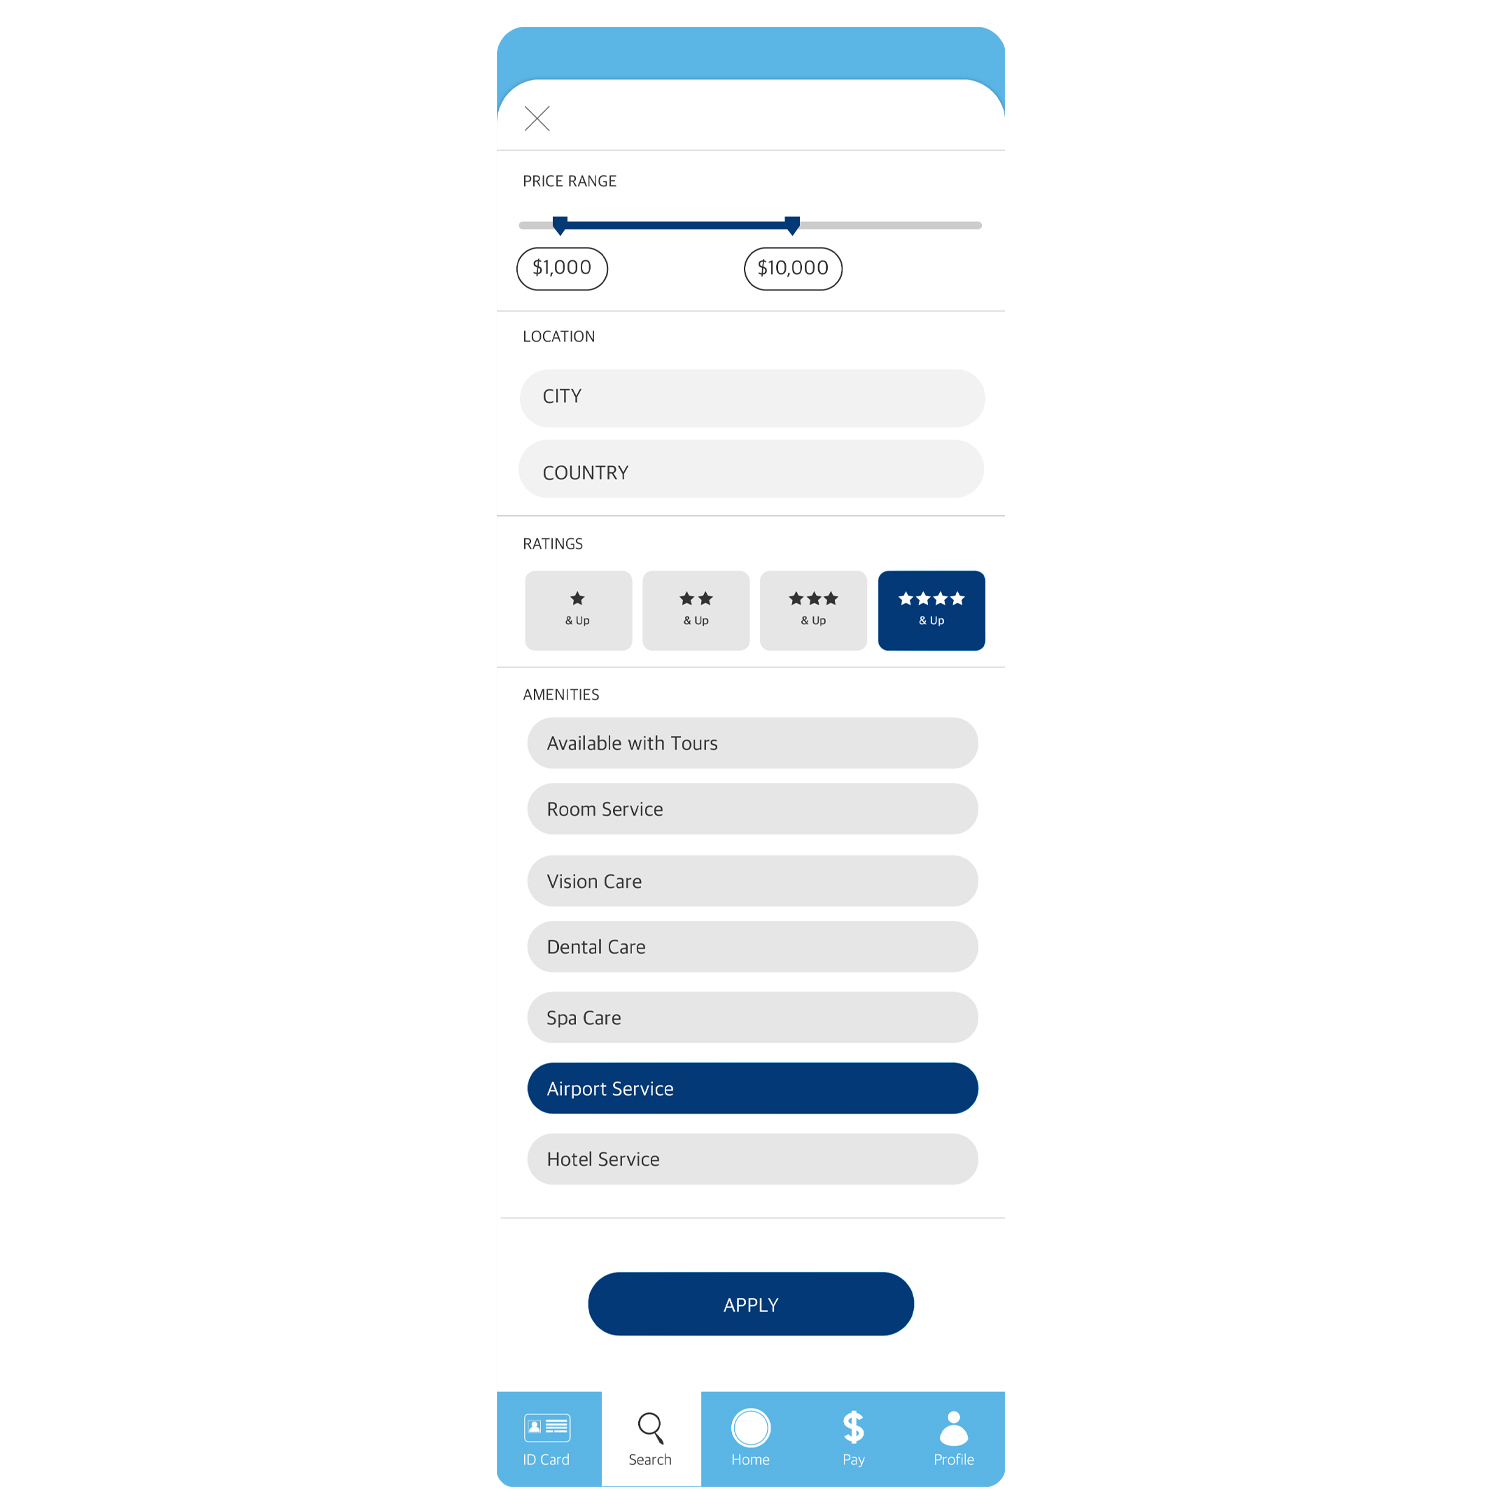 PRICE RANGE
$1,000 $10,000
LOCATION
CITY
COUNTRY
RATINGS
& Up & Up & Up & Up
AMENITIES
Available with Tours
Room Service
Vision Care
Dental Care
Spa Care
Airport Service
Hotel Service
APPLY
ID Card Search Home Pay Profile